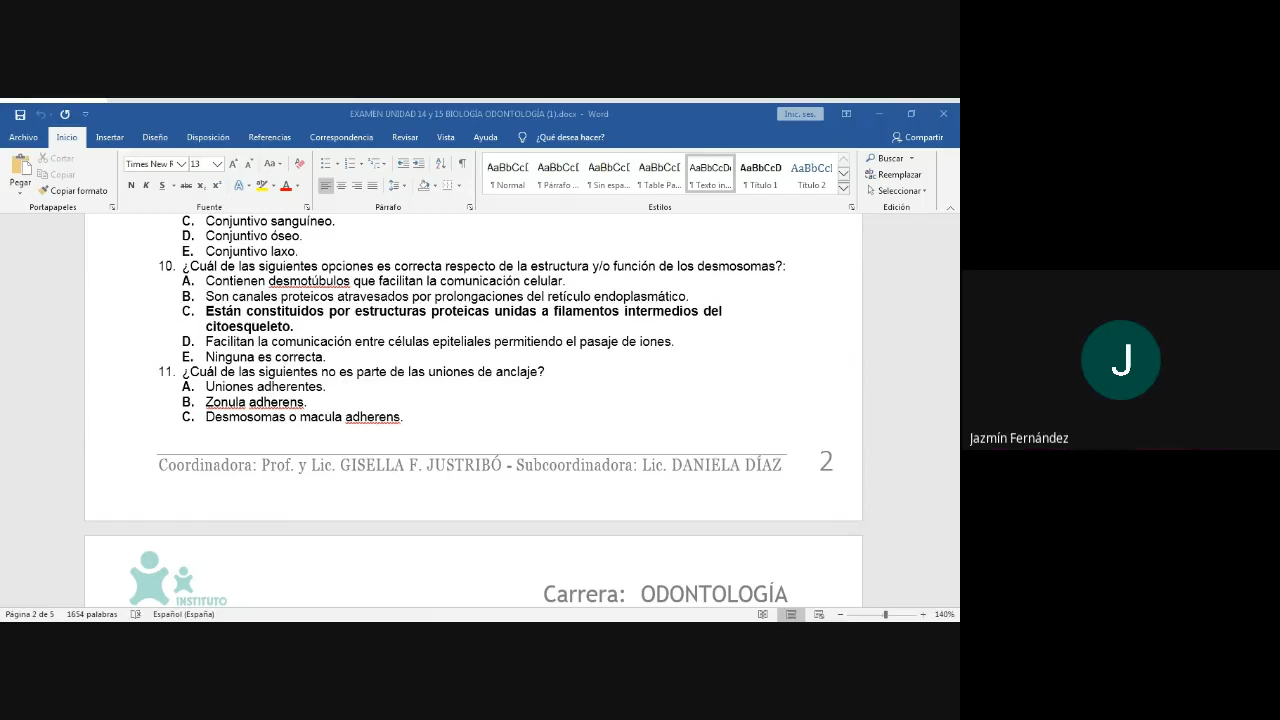 EXAMEN UNIDAD 14 y 15 BIOLOGÍA ODONTOLOGÍA (1).docx - Word
Inic. ses.
Archivo Inicio Insertar Diseño Disposición Referencias Correspondencia Revisar Vista Ayuda ¿Qué desea hacer? Compartir
Pegar
Cortar
Copiar
Copiar formato
Portapapeles
Times New R 13
Fuente
Párrafo
AaBbCcI AaBbCcI AaBbCcI AaBbCcI AaBbCcDc AaBbCcD AaBbCcI
¶ Normal ¶ Párrafo ... ¶ Sin espa... ¶ Table Pa... ¶ Texto in... ¶ Título 1 Título 2
Estilos
Buscar
Reemplazar
Seleccionar
Edición
C. Conjuntivo sanguíneo.
D. Conjuntivo óseo.
E. Conjuntivo laxo.
10. ¿Cuál de las siguientes opciones es correcta respecto de la estructura y/o función de los desmosomas?:
A. Contienen desmotúbulos que facilitan la comunicación celular.
B. Son canales proteicos atravesados por prolongaciones del retículo endoplasmático.
C. Están constituidos por estructuras proteicas unidas a filamentos intermedios del
citoesqueleto.
D. Facilitan la comunicación entre células epiteliales permitiendo el pasaje de iones.
E. Ninguna es correcta.
11. ¿Cuál de las siguientes no es parte de las uniones de anclaje?
A. Uniones adherentes.
B. Zonula adherens.
C. Desmosomas o macula adherens.
Coordinadora: Prof. y Lic. GISELLA F. JUSTRIBÓ - Subcoordinadora: Lic. DANIELA DÍAZ 2
INSTITUTO
Carrera: ODONTOLOGÍA
Página 2 de 5 1654 palabras Español (España) 140%
J
Jazmín Fernández